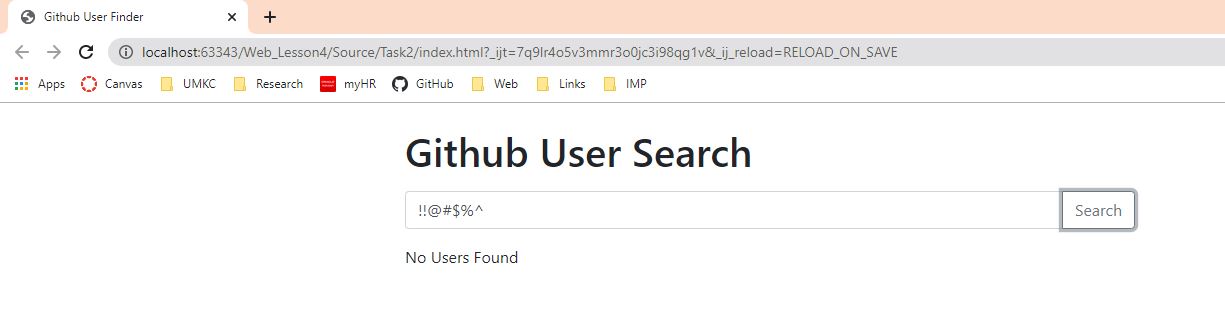 Github User Finder
localhost:63343/Web_Lesson4/Source/Task2/index.html?_ijt=7q9lr4o5v3mmr3o0jc3i98qg1v&_ij_reload=RELOAD_ON_SAVE
Apps Canvas UMKC Research myHR GitHub Web Links IMP
Github User Search
!!@#$%^ Search
No Users Found